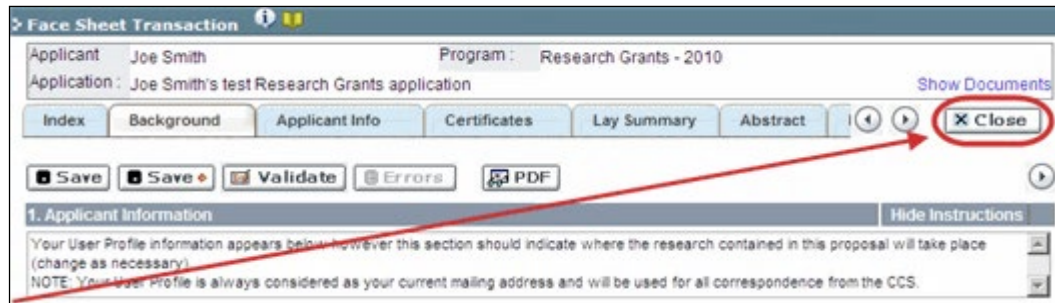 Face Sheet Transaction
Applicant Joe Smith Program : Research Grants - 2010
Application : Joe Smith's test Research Grants application Show Documents
Index Background Applicant Info Certificates Lay Summary Abstract Close
Save Save Validate Errors PDF
1. Applicant Information Hide Instructions
Your User Profile information appears below however this section should indicate where the research contained in this proposal will take place
(change as necessary)
NOTE: Your User Profile is always considered as your current mailing address and will be used for all correspondence from the CCS.